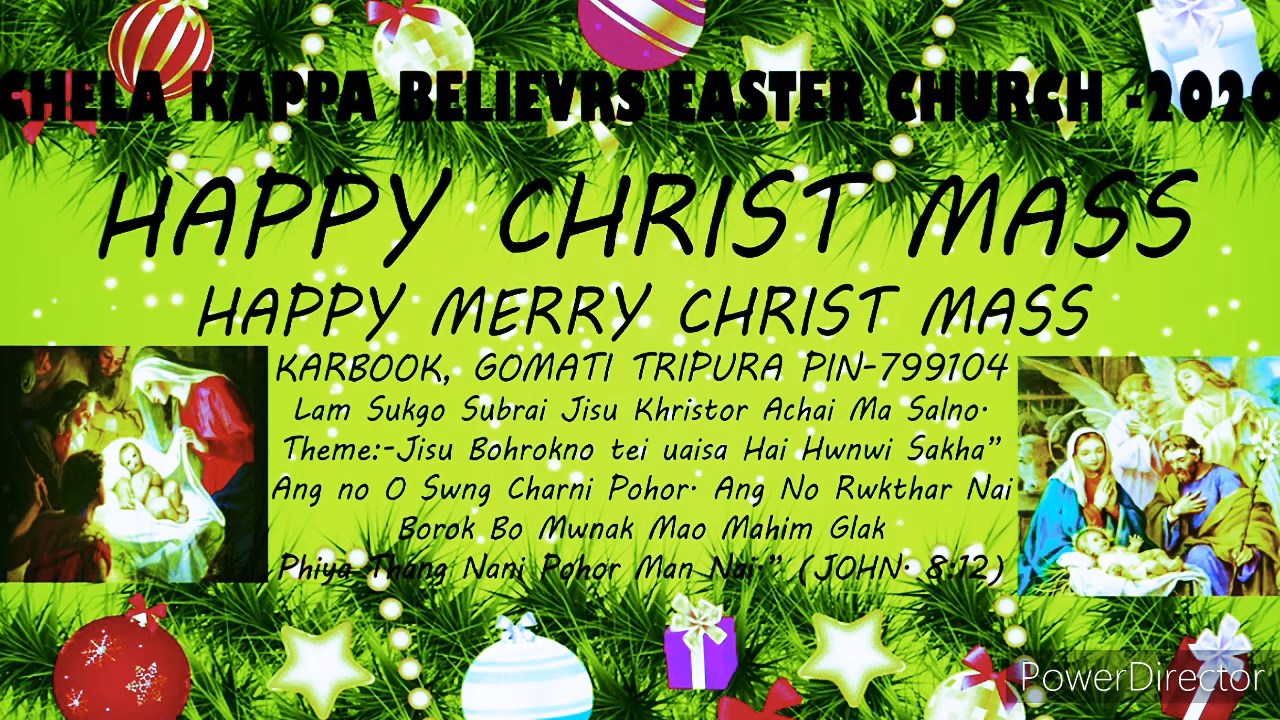 CHELA KAPPA BELIEVRS EASTER CHURCH -2020
HAPPY CHRIST MASS
HAPPY MERRY CHRIST MASS
KARBOOK, GOMATI TRIPURA PIN-799104
Lam Sukgo Subrai Jisu Khristor Achai Ma Salno.
Theme:-Jisu Bohrokno tei uaisa Hai Hwnwi Sakha"
Ang no O Swng Charni Pohor. Ang No Rwkthar Nai
Borok Bo Mwnak Mao Mahim Glak
Phiya Thang Nani Pohor Man Nai." (JOHN. 8:12)
PowerDirector